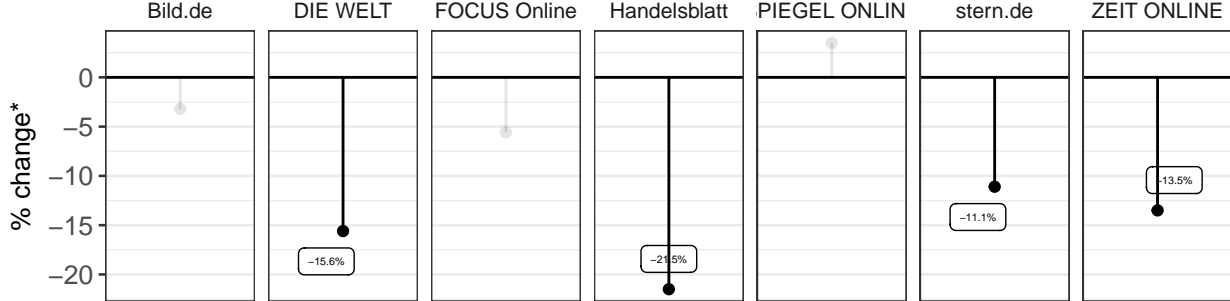 Bild.de
DIE WELT
FOCUS Online
Handelsblatt
PIEGEL ONLIN
stern.de
ZEIT ONLINE
% change*
0
−5
−10
−15
−20
−15.6%
−21.5%
−11.1%
−13.5%